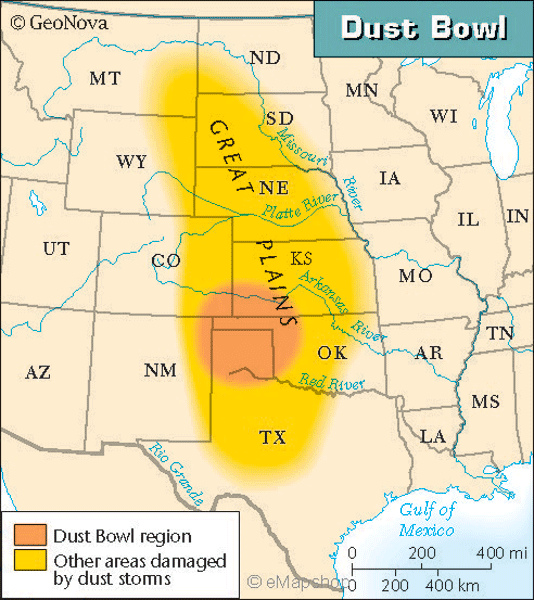 © GeoNova
Dust Bowl
MT
ND
MN
SD
WI
WY
GREAT
Missouri
River
NE
IA
Platte River
IL
IN
UT
CO
PLAINS
KS
MO
Arkansas
River
AZ
NM
OK
AR
TN
Red River
MS
TX
LA
Rio Grande
Gulf of
Mexico
Dust Bowl region
Other areas damaged
by dust storms
0 200 400 mi
0 200 400 km
© eMapshop